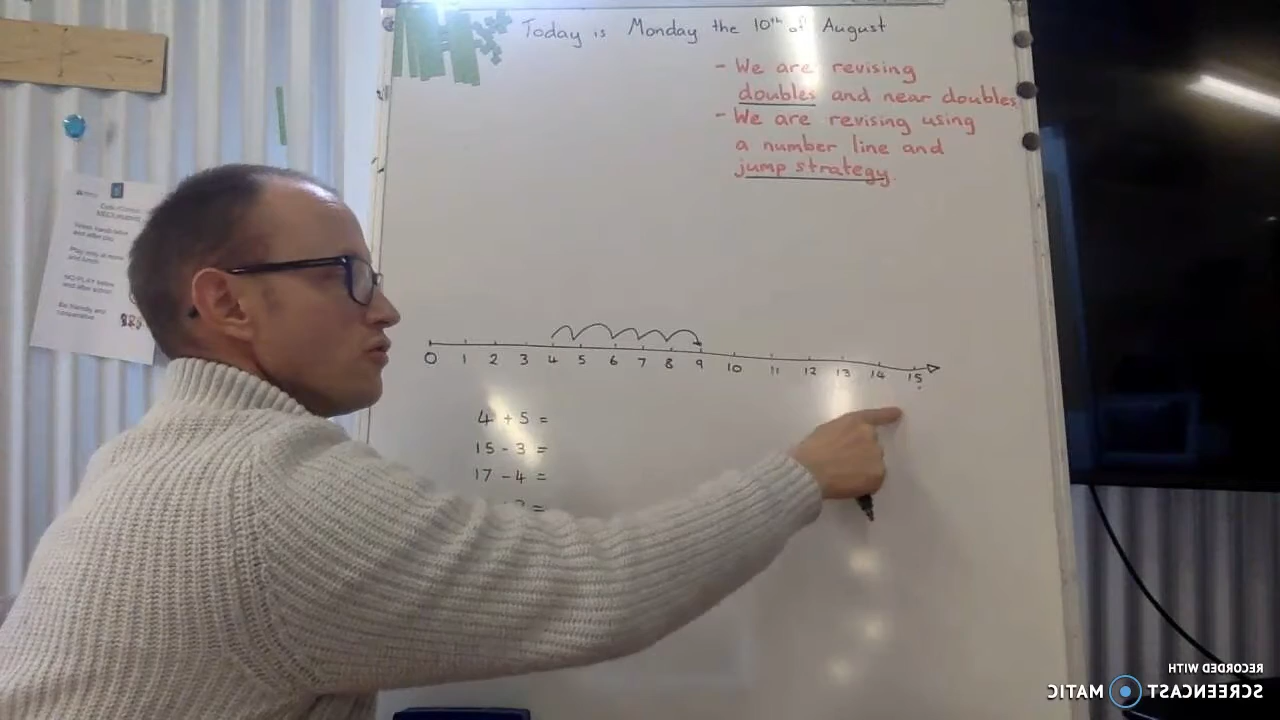 Today is Monday the 10th of August
- We are revising
doubles and near doubles
- We are revising using
a number line and
jump strategy.
0 1 2 3 4 5 6 7 8 9 10 11 12 13 14 15
4 + 5 =
15 - 3 =
17 - 4 =
=
RECORDED WITH
SCREENCAST MATIC